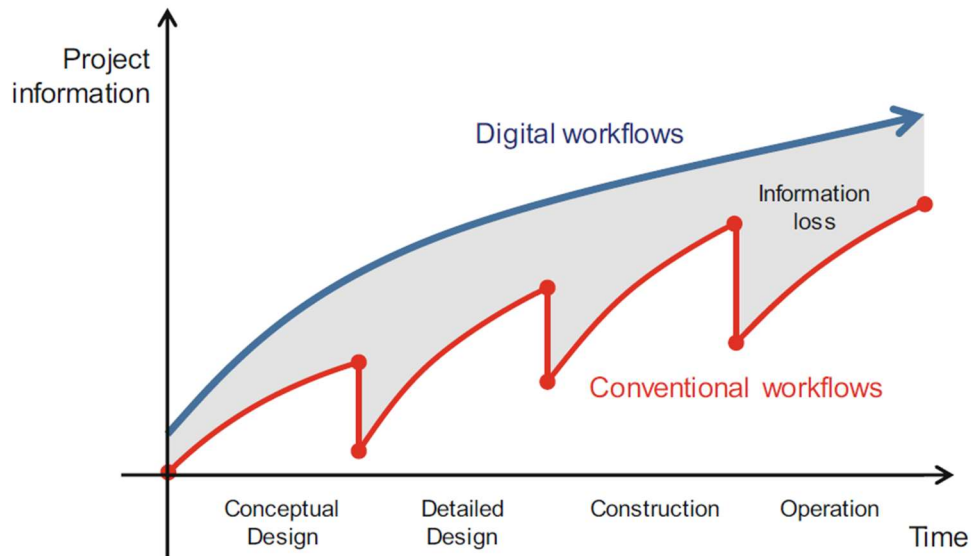 Project
information
Digital workflows
Information
loss
Conventional workflows
Conceptual
Design
Detailed
Design
Construction
Operation
Time